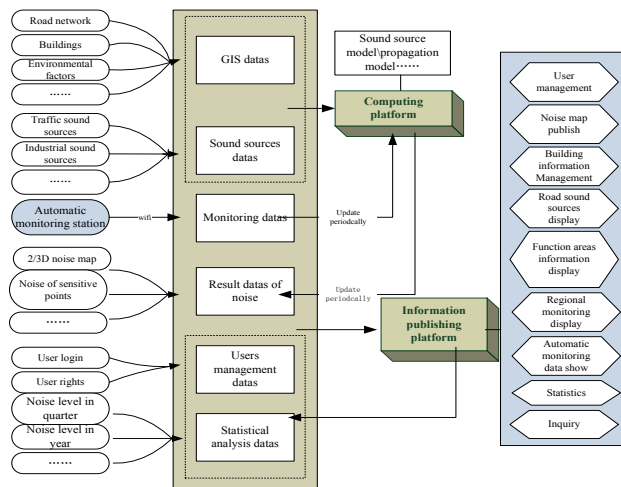 Road network
Buildings
Environmental
factors
……
Traffic sound
sources
Industrial sound
sources
……
Automatic
monitoring station
wifi
2/3D noise map
Noise of sensitive
points
……
User login
User rights
Noise level in
quarter
Noise level in
year
……
GIS datas
Sound sources
datas
Monitoring datas
Result datas of
noise
Users
management
datas
Statistical
analysis datas
Sound source
model\propagation
model……
Computing
platform
Update
periodcally
Update
periodcally
Information
publishing
platform
User
management
Noise map
publish
Building
information
Management
Road sound
sources
display
Function areas
information
display
Regional
monitoring
display
Automatic
monitoring
data show
Statistics
Inquiry